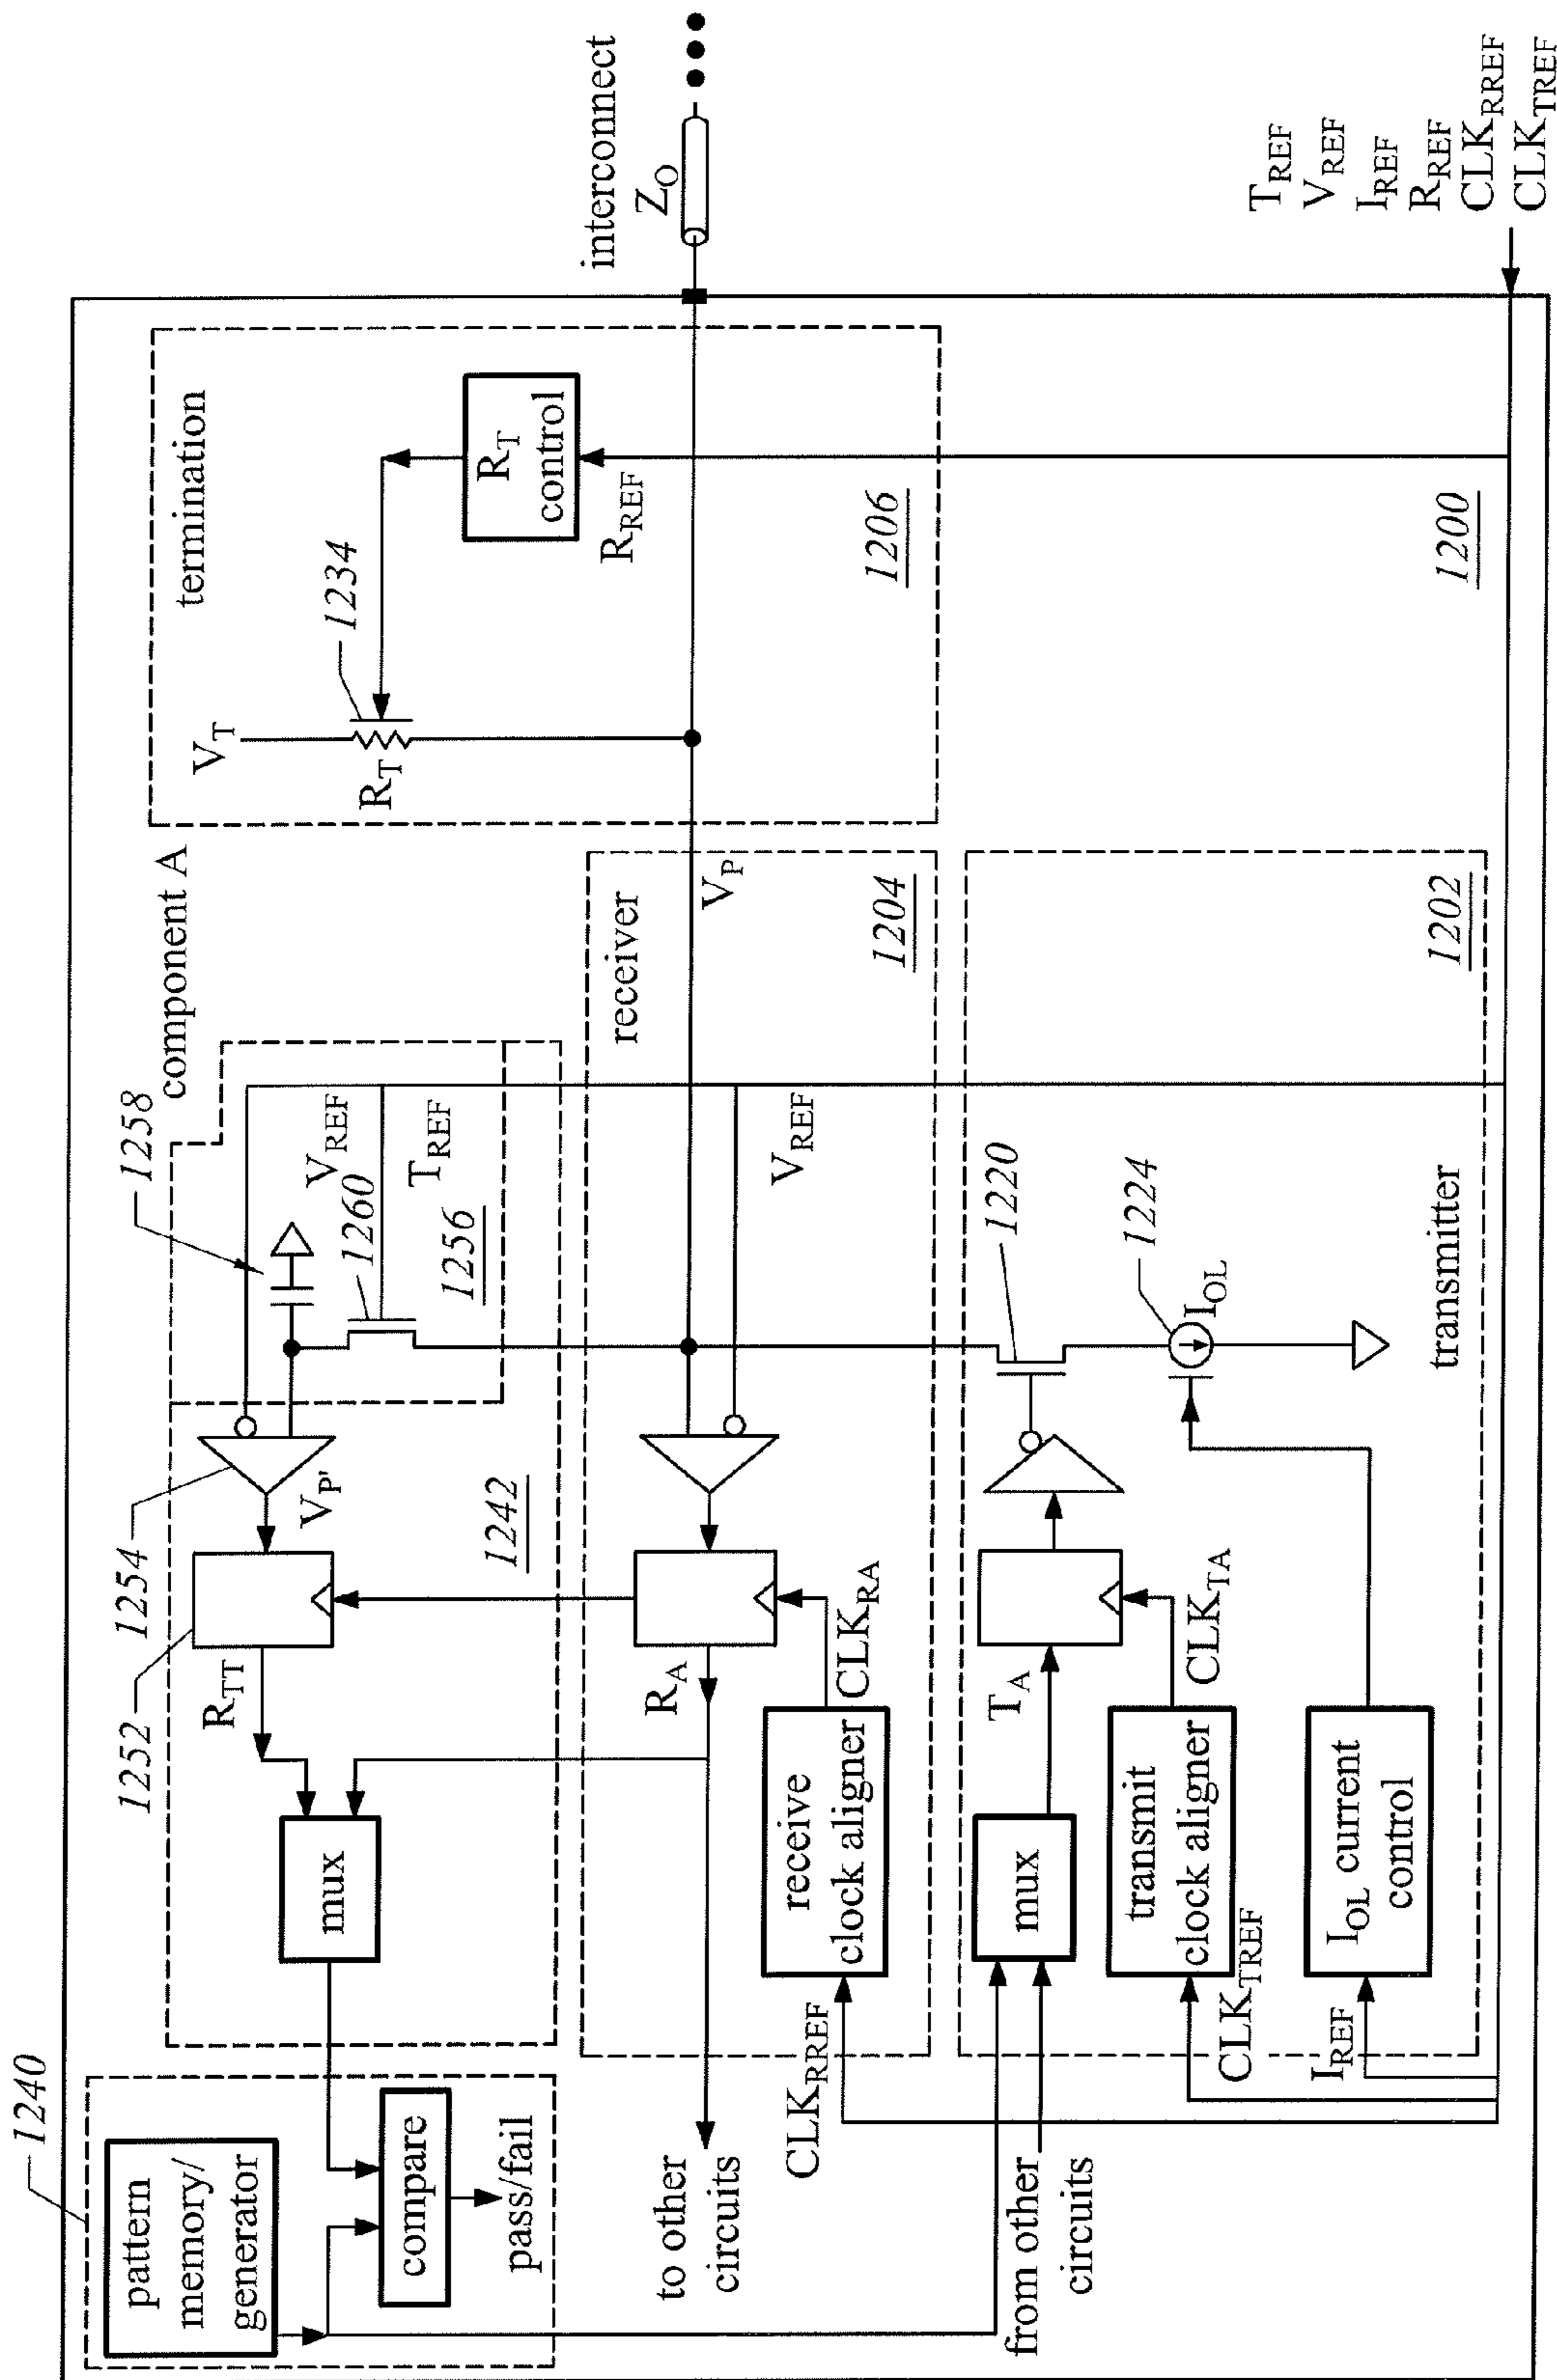 1240
pattern
memory/
generator
compare
pass/fail
1252
1254
1258
component A
termination
mux
R_TT
V_P'
1242
V_REF
1260
T_REF
1256
V_T
R_T
1234
R_T
control
R_REF
1206
interconnect
Z_O
to other
circuits
R_A
receiver
V_P
V_REF
receive
clock aligner
CLK_RA
CLK_RREF
1204
from other
circuits
mux
T_A
1220
transmit
clock aligner
CLK_TA
CLK_TREF
1224
I_OL
I_OL current
control
I_REF
transmitter
1202
1200
T_REF
V_REF
I_REF
R_REF
CLK_RREF
CLK_TREF